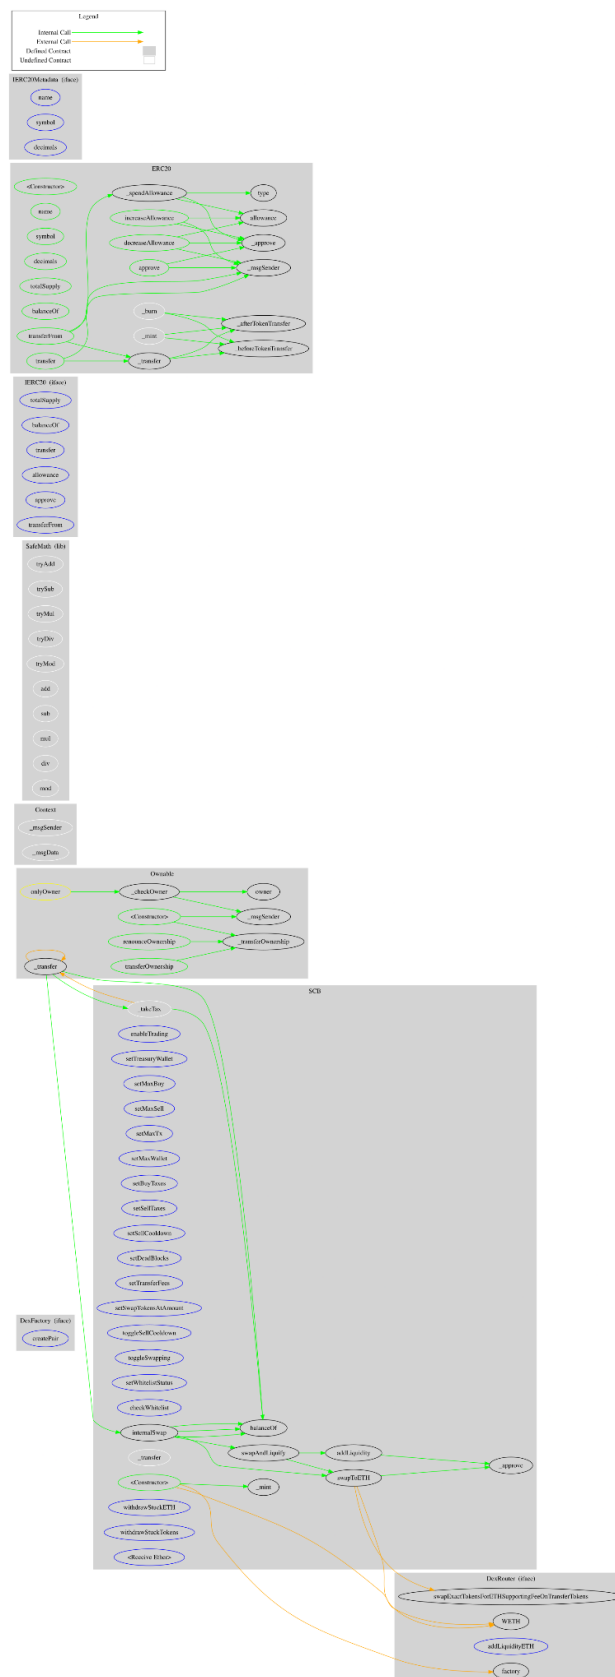 Legend
Internal Call
External Call
Defined Contract
Undefined Contract
IERC20Metadata (iface)
name
symbol
decimals
ERC20
<Constructor>
_spendAllowance
type
name
increaseAllowance
allowance
symbol
decreaseAllowance
_approve
decimals
approve
_msgSender
totalSupply
balanceOf
_burn
_afterTokenTransfer
transferFrom
_mint
_beforeTokenTransfer
transfer
_transfer
IERC20 (iface)
totalSupply
balanceOf
transfer
allowance
approve
transferFrom
SafeMath (lib)
tryAdd
trySub
tryMul
tryDiv
tryMod
add
sub
mul
div
mod
Context
_msgSender
_msgData
Ownable
onlyOwner
_checkOwner
owner
<Constructor>
_msgSender
renounceOwnership
_transferOwnership
_transfer
transferOwnership
SCB
takeTax
enableTrading
setTreasuryWallet
setMaxBuy
setMaxSell
setMaxTx
setMaxWallet
setBuyTaxes
setSellTaxes
setSellCooldown
setDeadBlocks
setTransferFees
setSwapTokensAtAmount
DexFactory (iface)
createPair
toggleSellCooldown
toggleSwapping
setWhitelistStatus
checkWhitelist
internalSwap
balanceOf
swapAndLiquify
addLiquidity
_approve
_transfer
swapToETH
<Constructor>
_mint
withdrawStuckETH
withdrawStuckTokens
<Receive Ether>
DexRouter (iface)
swapExactTokensForETHSupportingFeeOnTransferTokens
WETH
addLiquidityETH
factory